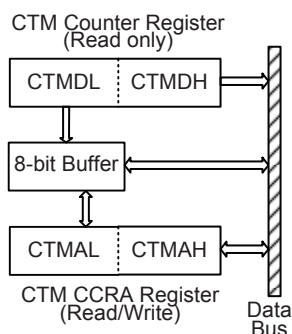 CTM Counter Register
(Read only)
CTMDL CTMDH
8-bit Buffer
CTMAL CTMAH
CTM CCRA Register
(Read/Write)
Data
Bus